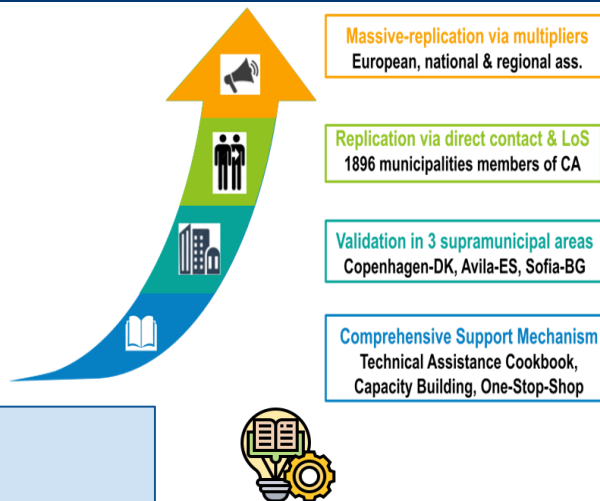 Massive-replication via multipliers
European, national & regional ass.
Replication via direct contact & LoS
1896 municipalities members of CA
Validation in 3 supramunicipal areas
Copenhagen-DK, Avila-ES, Sofia-BG
Comprehensive Support Mechanism
Technical Assistance Cookbook,
Capacity Building, One-Stop-Shop